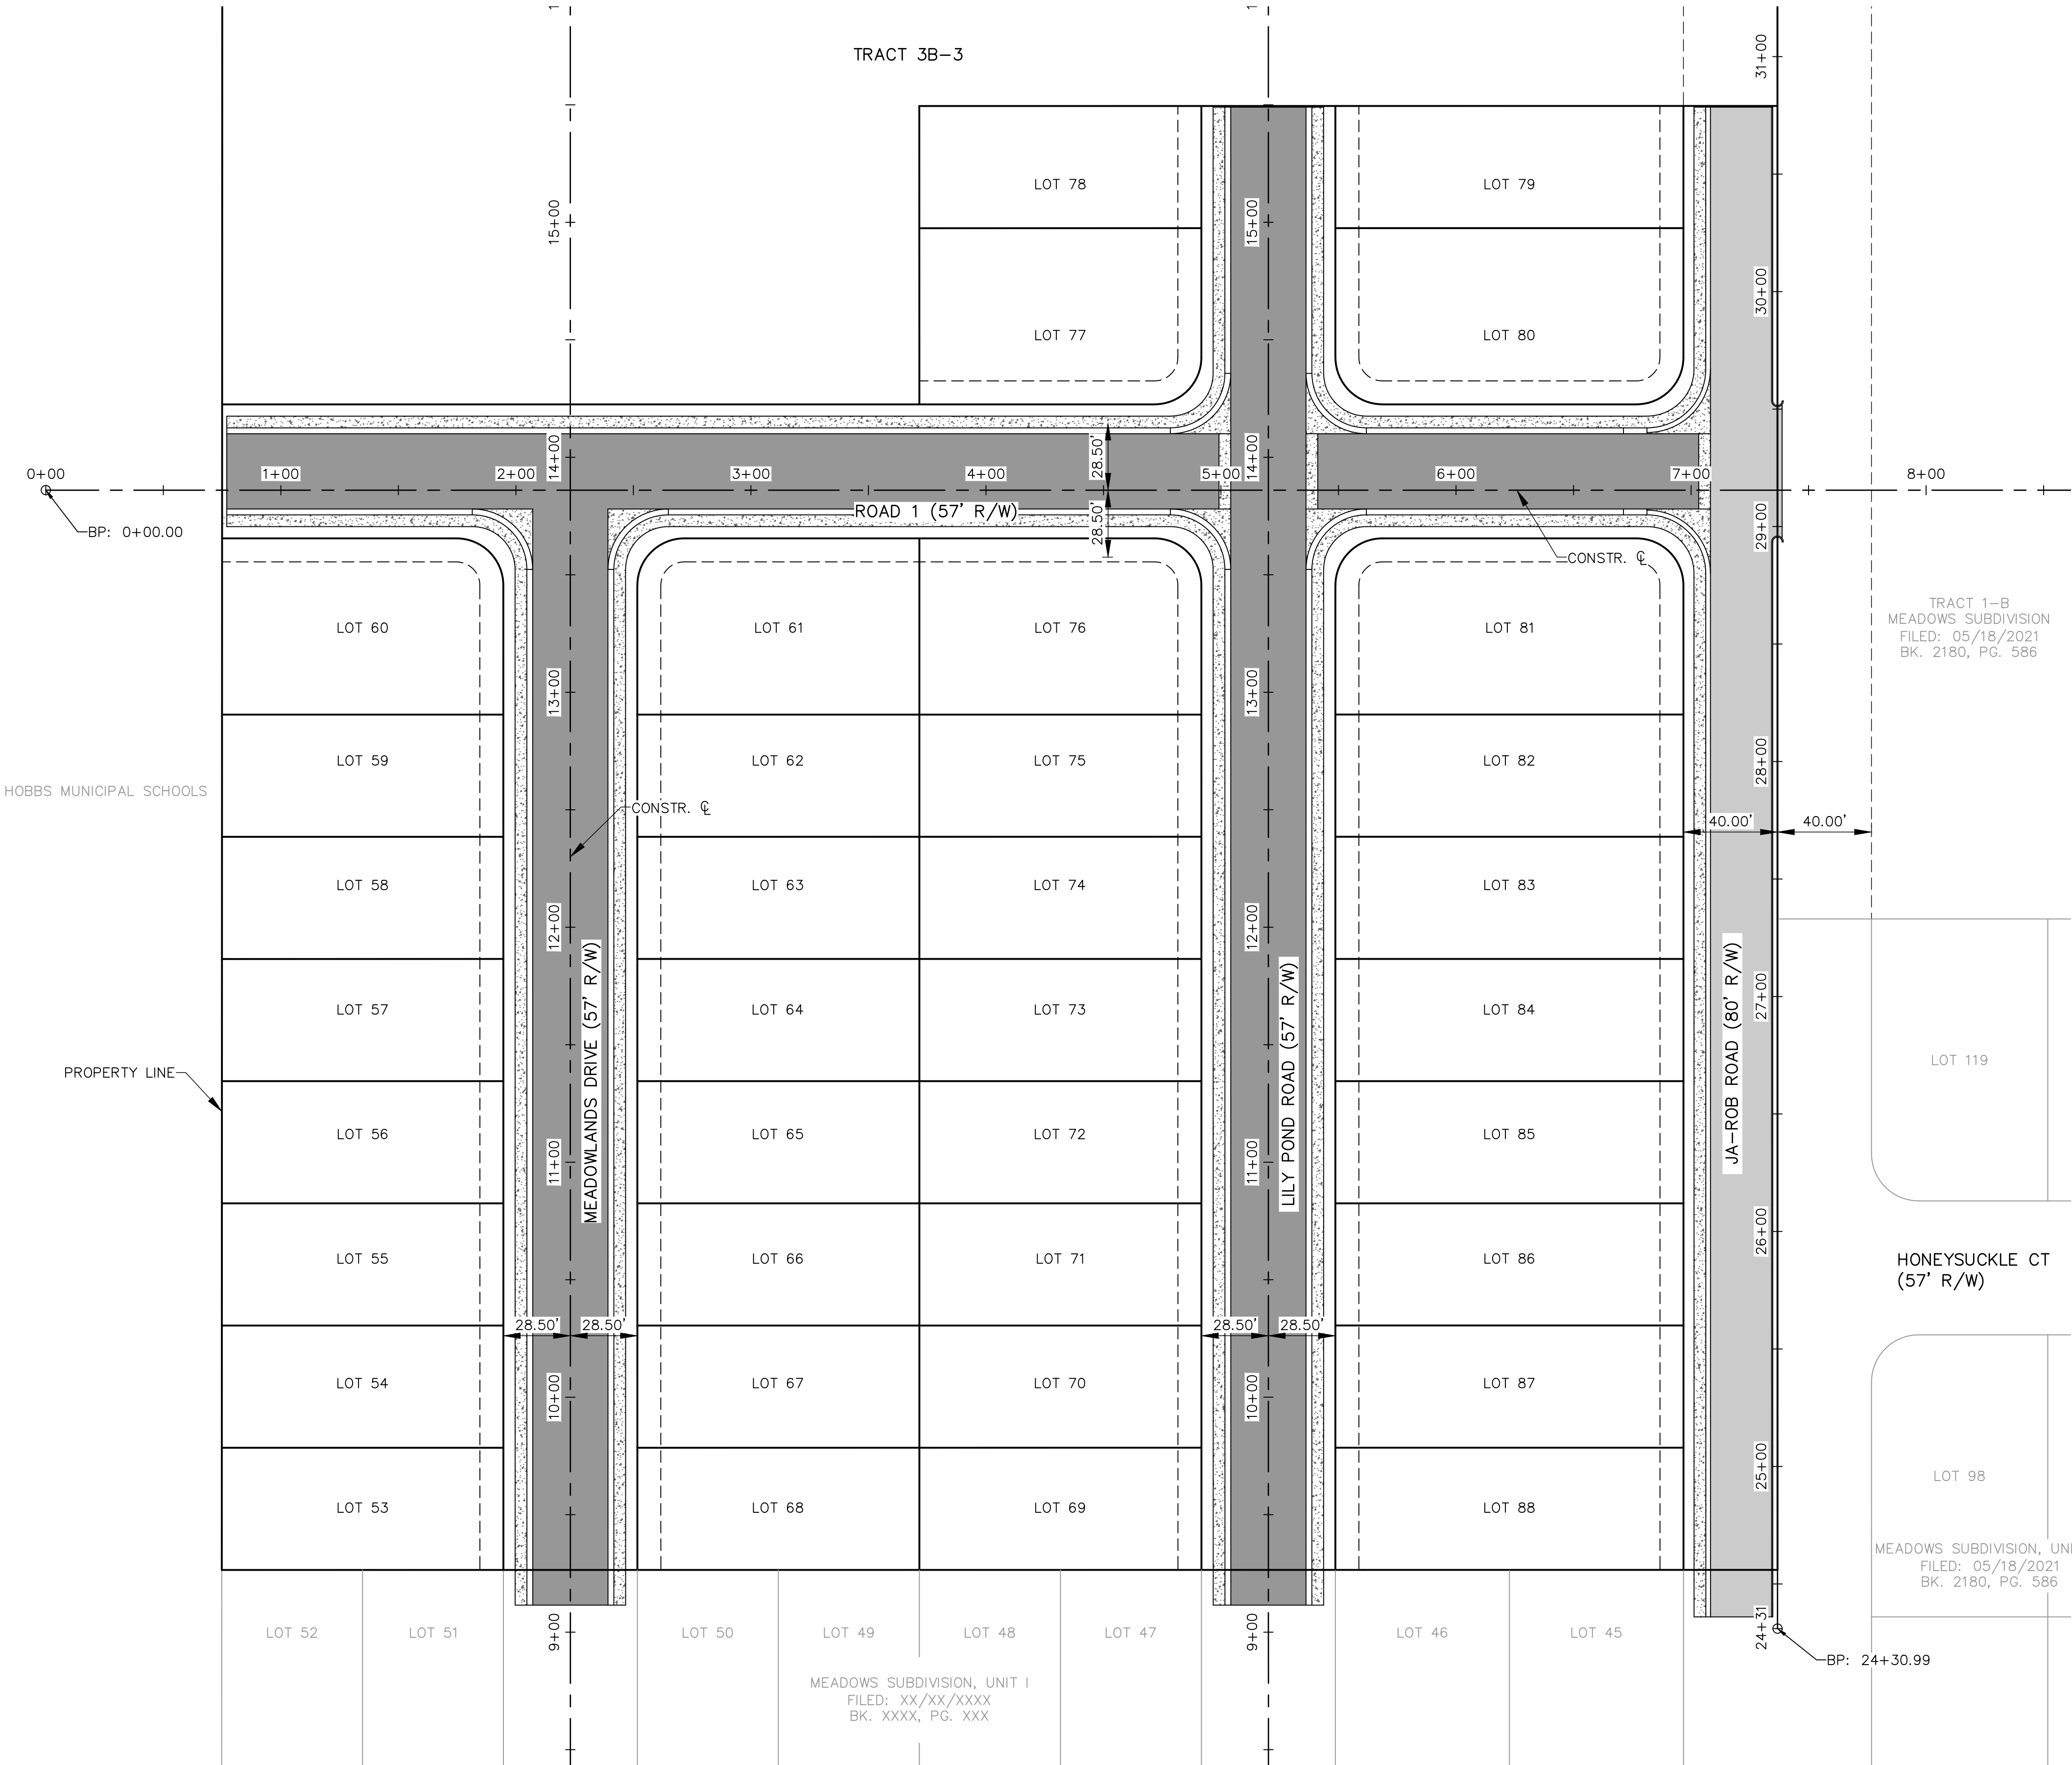 TRACT 3B-3
1
1
31+00
LOT 78
LOT 79
15+00
15+00
30+00
LOT 77
LOT 80
14+00
14+00
28.50'
0+00
1+00
2+00
3+00
4+00
5+00
6+00
7+00
8+00
ROAD 1 (57' R/W)
28.50'
29+00
BP: 0+00.00
CONSTR. ℄
TRACT 1-B
MEADOWS SUBDIVISION
FILED: 05/18/2021
BK. 2180, PG. 586
LOT 60
LOT 61
LOT 76
LOT 81
13+00
13+00
LOT 59
LOT 62
LOT 75
LOT 82
28+00
HOBBS MUNICIPAL SCHOOLS
CONSTR. ℄
40.00'
40.00'
LOT 58
LOT 63
LOT 74
LOT 83
12+00
12+00
LOT 57
LOT 64
LOT 73
LOT 84
27+00
MEADOWLANDS DRIVE (57' R/W)
LILY POND ROAD (57' R/W)
JA-ROB ROAD (80' R/W)
LOT 119
PROPERTY LINE
LOT 56
LOT 65
LOT 72
LOT 85
11+00
11+00
LOT 55
LOT 66
LOT 71
LOT 86
26+00
HONEYSUCKLE CT
(57' R/W)
28.50'
28.50'
28.50'
28.50'
LOT 54
LOT 67
LOT 70
LOT 87
10+00
10+00
25+00
LOT 98
LOT 53
LOT 68
LOT 69
LOT 88
MEADOWS SUBDIVISION, UN
FILED: 05/18/2021
BK. 2180, PG. 586
9+00
9+00
24+31
LOT 52
LOT 51
LOT 50
LOT 49
LOT 48
LOT 47
LOT 46
LOT 45
BP: 24+30.99
MEADOWS SUBDIVISION, UNIT I
FILED: XX/XX/XXXX
BK. XXXX, PG. XXX